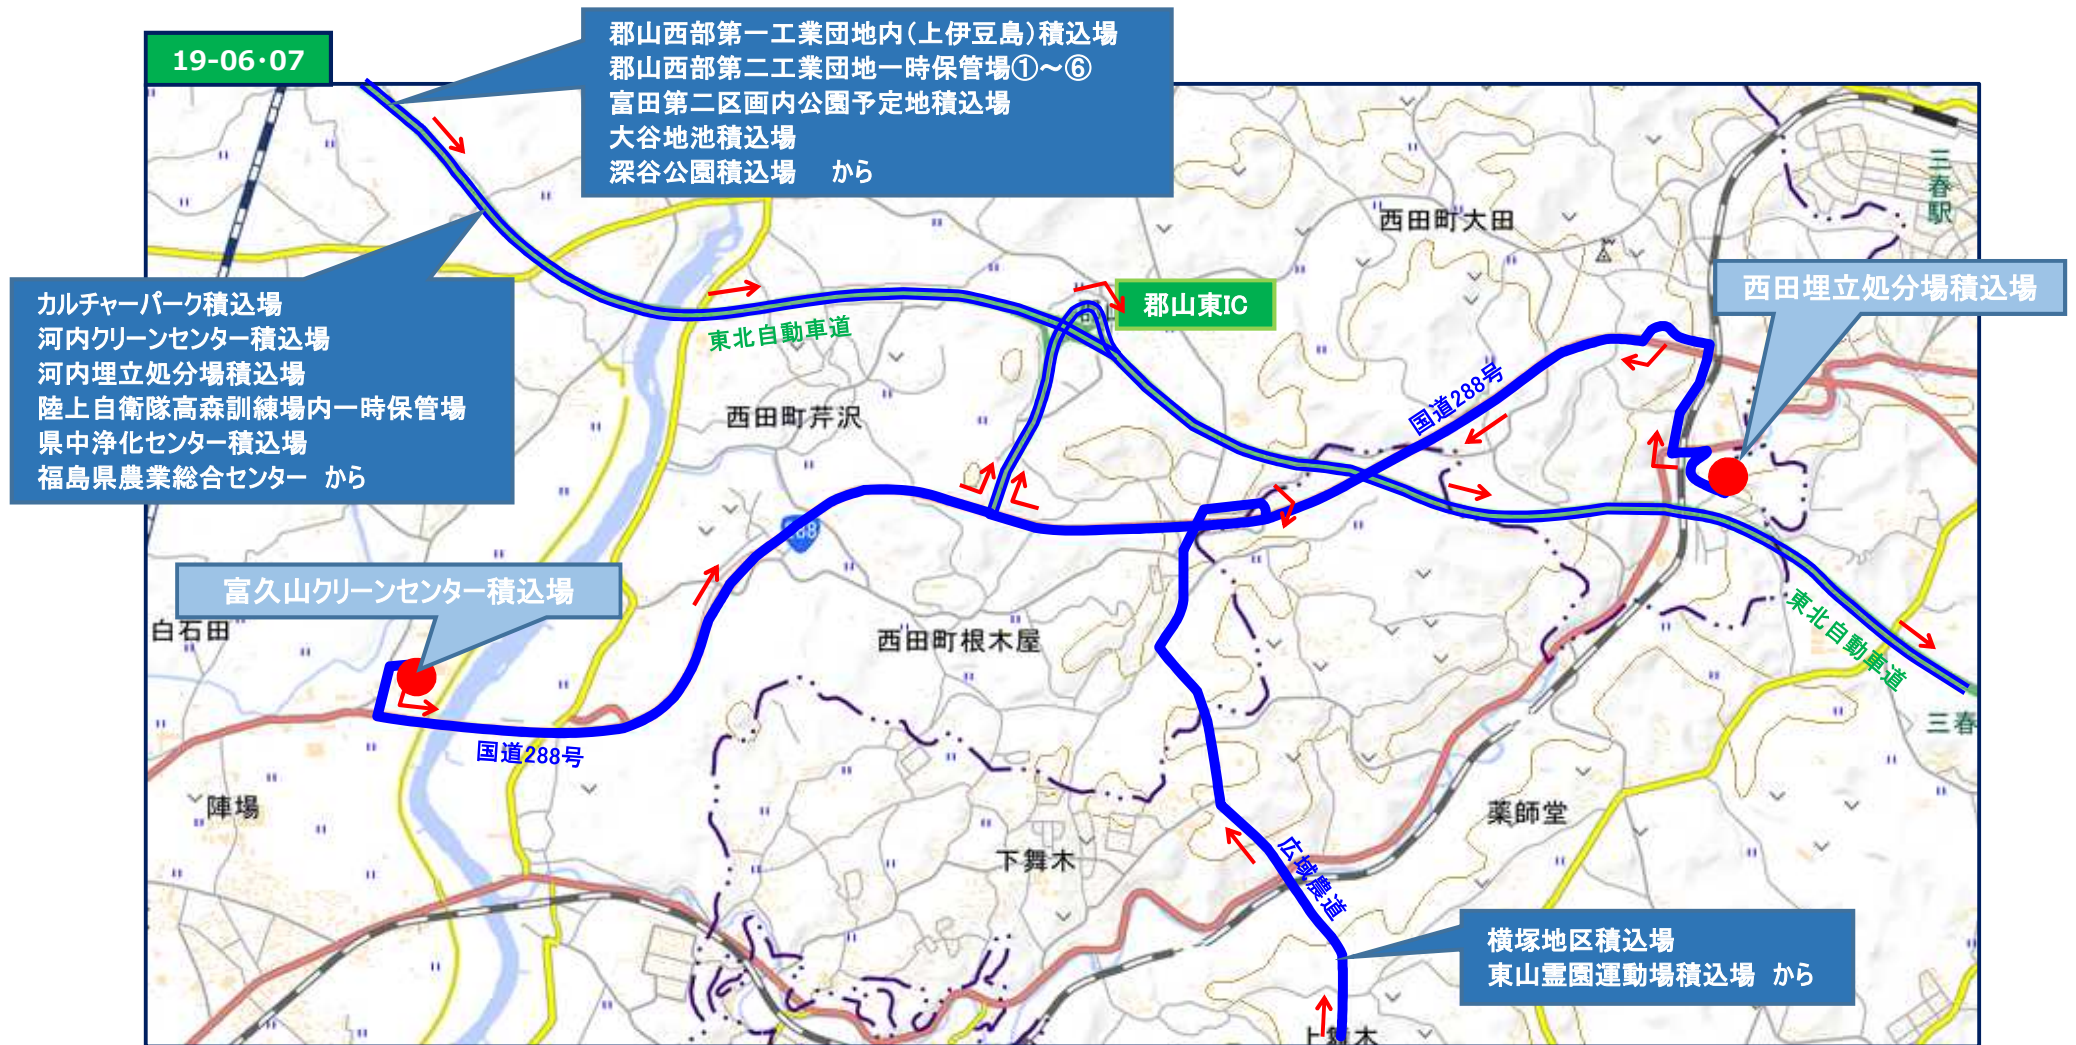 19-06・07
郡山西部第一工業団地内(上伊豆島)積込場
郡山西部第二工業団地一時保管場①~⑥
富田第二区画内公園予定地積込場
大谷地池積込場
深谷公園積込場　から
三春駅
西田町大田
西田埋立処分場積込場
カルチャーパーク積込場
河内クリーンセンター積込場
河内埋立処分場積込場
陸上自衛隊高森訓練場内一時保管場
県中浄化センター積込場
福島県農業総合センター　から
郡山東IC
東北自動車道
国道288号
西田町芹沢
288
富久山クリーンセンター積込場
白石田
西田町根木屋
東北自動車道
三春
国道288号
陣場
薬師堂
下舞木
広域農道
横塚地区積込場
東山霊園運動場積込場　から
上舞木